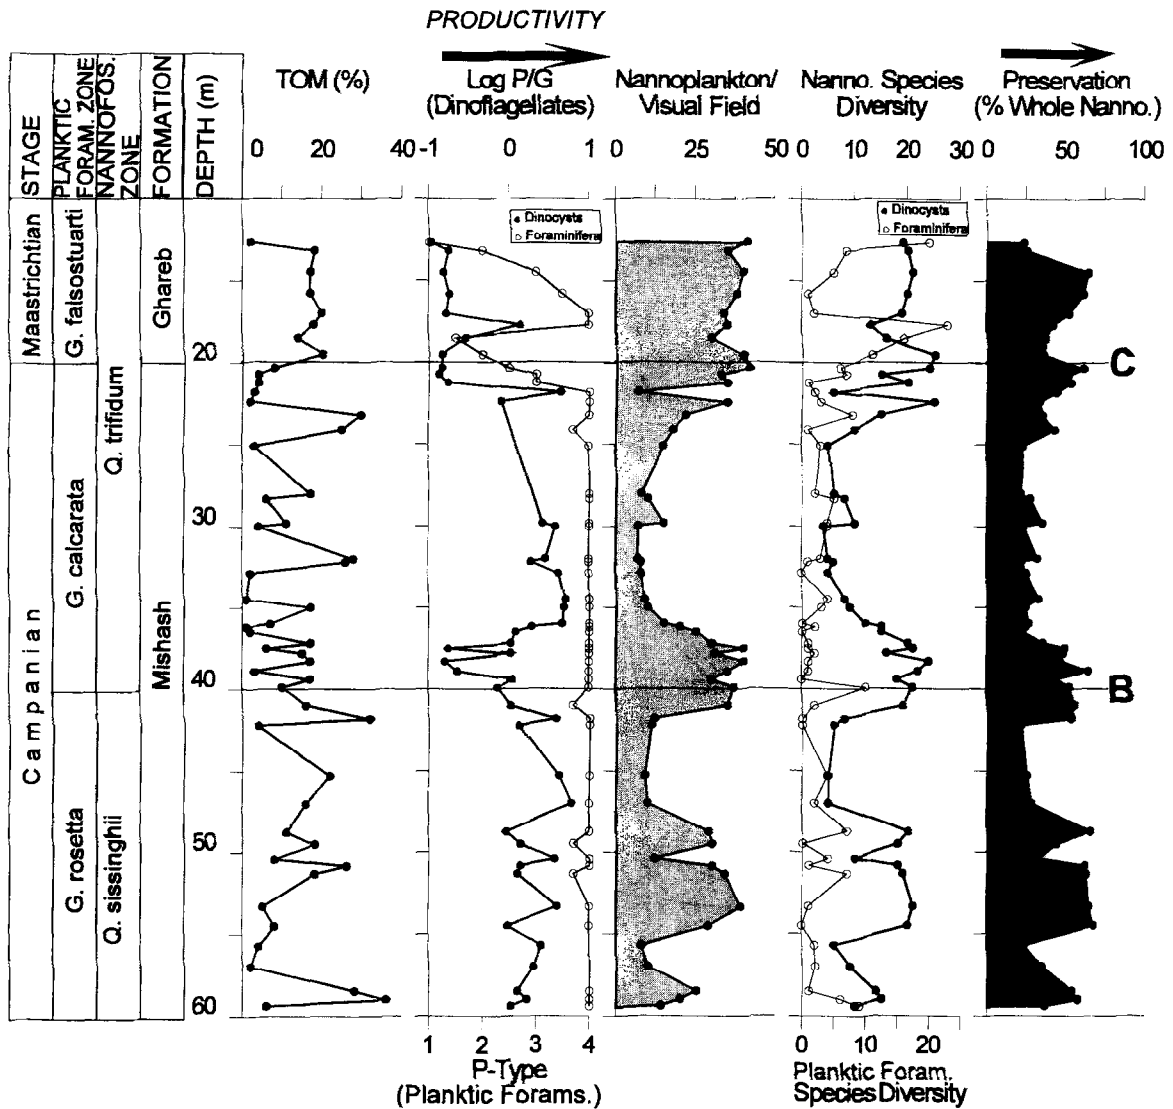 PRODUCTIVITY
TOM (%)
Log P/G
(Dinoflagellates)
Nannoplankton/
Visual Field
Nanno. Species
Diversity
Preservation
(% Whole Nanno.)
STAGE
PLANKTIC
FORAM. ZONE
NANNOFOS.
ZONE
FORMATION
DEPTH (m)
0 20 40
-1 0 1
0 25 50
0 10 20 30
0 50 100
Dinocysts
Foraminifera
Dinocysts
Foraminifera
Maastrichtian
G. falsostuarti
Ghareb
20
C
Q. trifidum
G. calcarata
30
Campanian
Mishash
40
B
G. rosetta
Q. sissinghii
50
60
1 2 3 4
P-Type
(Planktic Forams.)
0 10 20
Planktic Foram.
Species Diversity